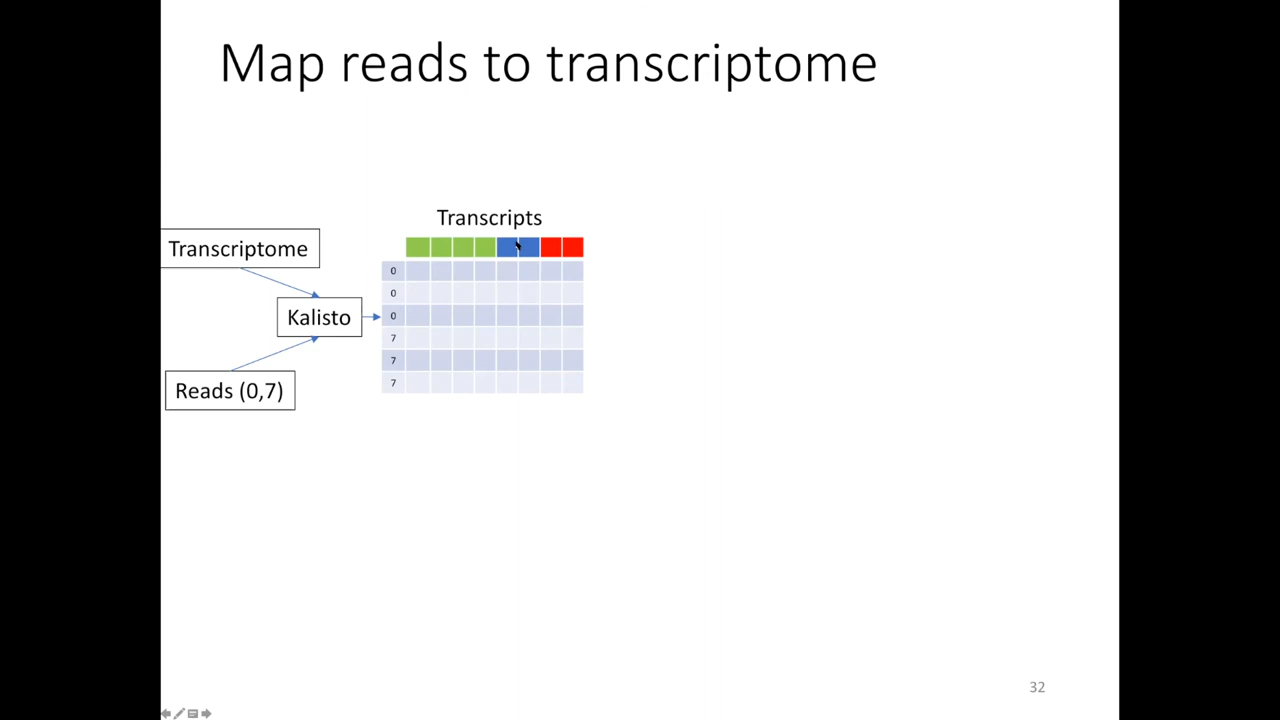 Map reads to transcriptome
Transcripts
Transcriptome
Kalisto
Reads (0,7)
0
0
0
7
7
7
32